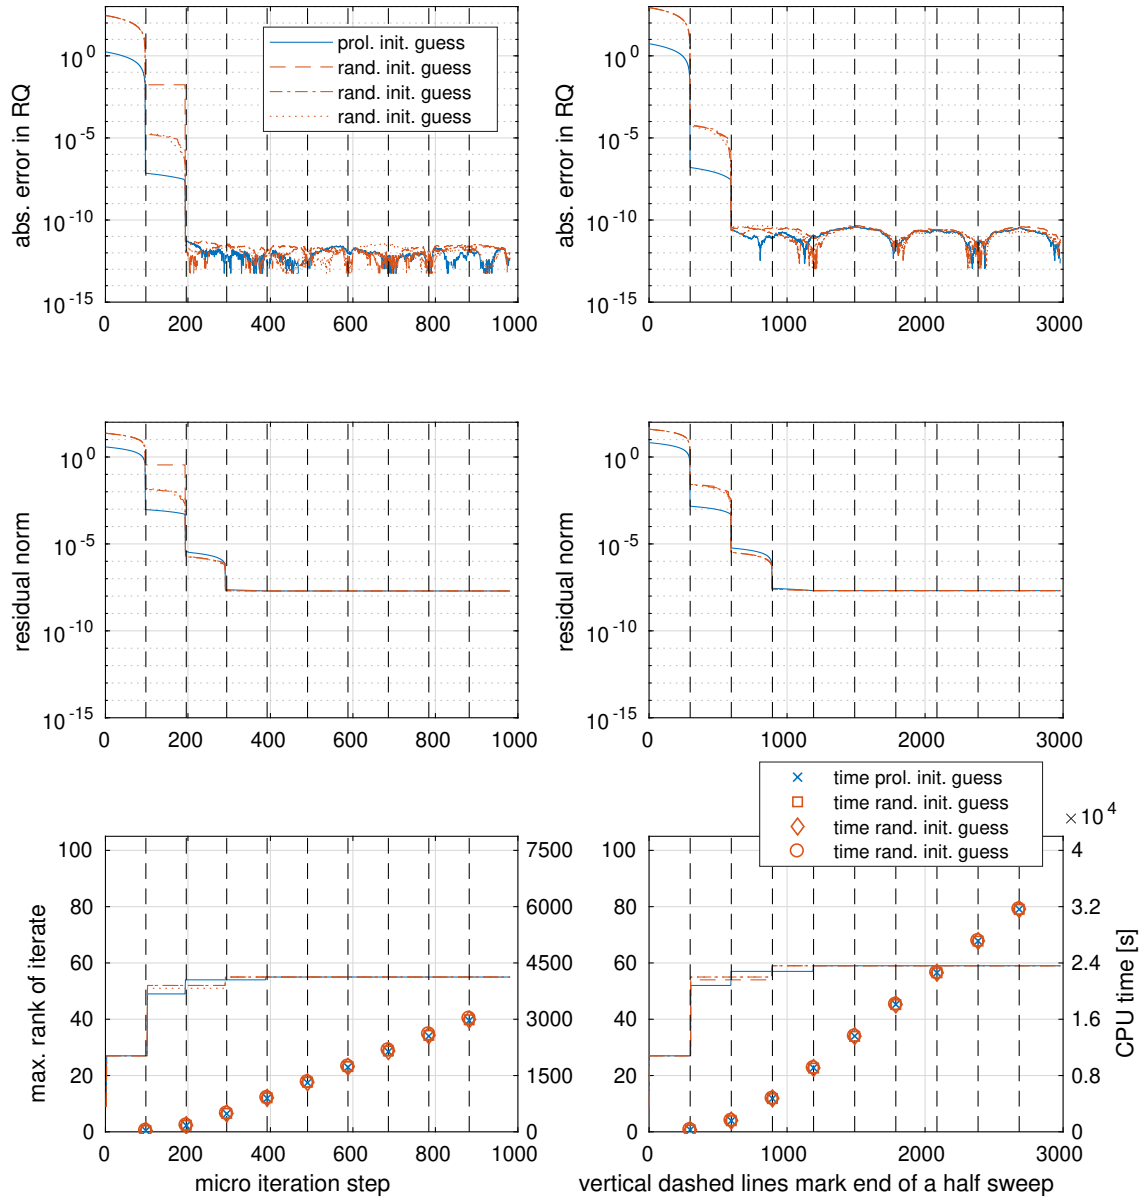 10^0
10^-5
10^-10
10^-15
abs. error in RQ
prol. init. guess
rand. init. guess
rand. init. guess
rand. init. guess
0 200 400 600 800 1000
10^0
10^-5
10^-10
10^-15
abs. error in RQ
0 1000 2000 3000
10^0
10^-5
10^-10
10^-15
residual norm
0 200 400 600 800 1000
10^0
10^-5
10^-10
10^-15
residual norm
0 1000 2000 3000
time prol. init. guess
time rand. init. guess
time rand. init. guess
time rand. init. guess
×10^4
100
80
60
40
20
0
max. rank of iterate
7500
6000
4500
3000
1500
0
0 200 400 600 800 1000
micro iteration step
100
80
60
40
20
0
4
3.2
2.4
1.6
0.8
0
CPU time [s]
0 1000 2000 3000
vertical dashed lines mark end of a half sweep